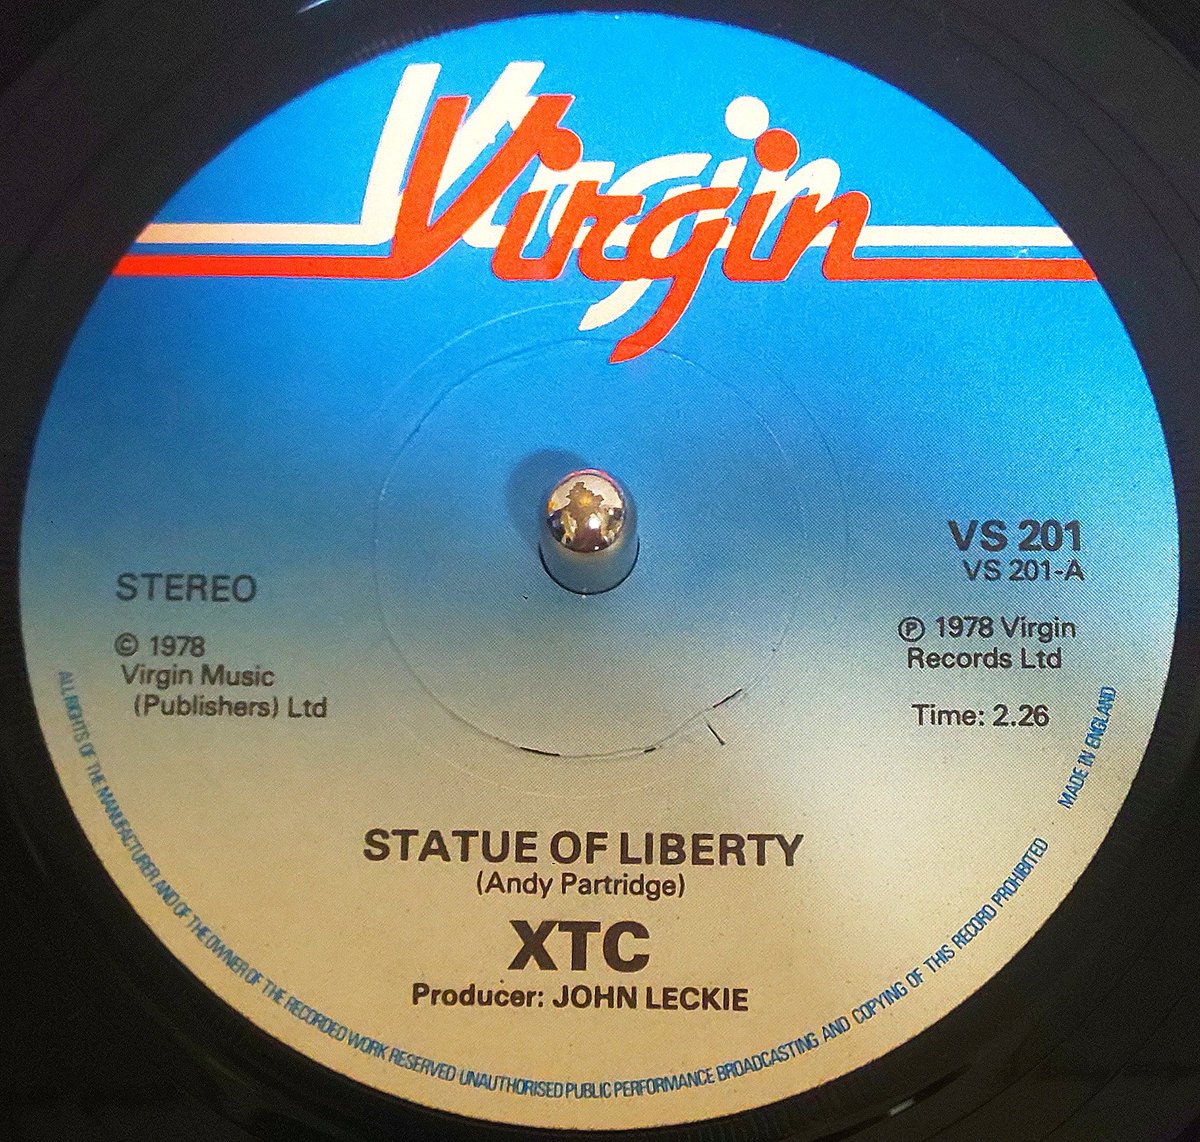 Virgin
STEREO
© 1978
Virgin Music
(Publishers) Ltd
VS 201
VS 201-A
℗ 1978 Virgin
Records Ltd
Time: 2.26
STATUE OF LIBERTY
(Andy Partridge)
XTC
Producer: JOHN LECKIE
ALL RIGHTS OF THE MANUFACTURER AND OF THE OWNER OF THE RECORDED WORK RESERVED UNAUTHORISED PUBLIC PERFORMANCE BROADCASTING AND COPYING OF THIS RECORD PROHIBITED
MADE IN ENGLAND